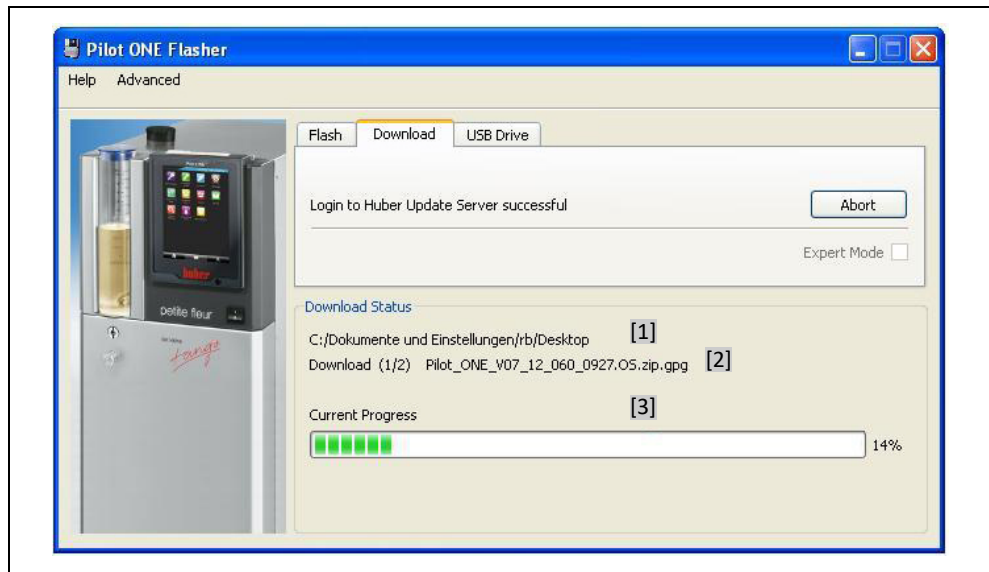 Pilot ONE Flasher
Help Advanced
Flash Download USB Drive
Login to Huber Update Server successful
Abort
Expert Mode
huber
petite fleur
tango
Download Status
C:/Dokumente und Einstellungen/rb/Desktop [1]
Download (1/2) Pilot_ONE_V07_12_060_0927.OS.zip.gpg [2]
Current Progress [3]
14%